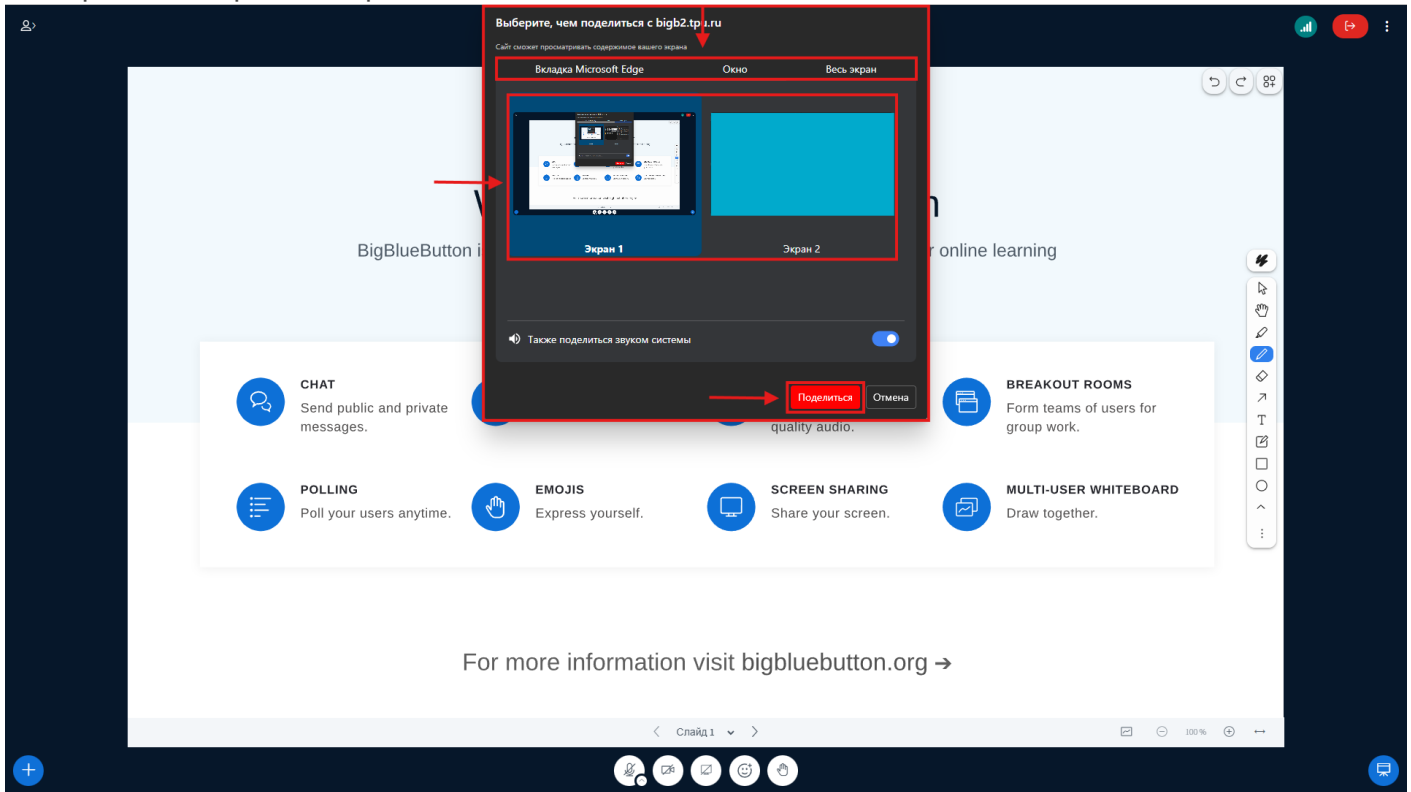 Выберите, чем поделиться с bigb2.tpu.ru
Сайт сможет просматривать содержимое вашего экрана
Вкладка Microsoft Edge Окно Весь экран
Экран 1 Экран 2
BigBlueButton i
r online learning
Также поделиться звуком системы
Поделиться Отмена
CHAT
Send public and private
messages.
quality audio.
BREAKOUT ROOMS
Form teams of users for
group work.
POLLING
Poll your users anytime.
EMOJIS
Express yourself.
SCREEN SHARING
Share your screen.
MULTI-USER WHITEBOARD
Draw together.
For more information visit bigbluebutton.org →
Слайд 1
100 %